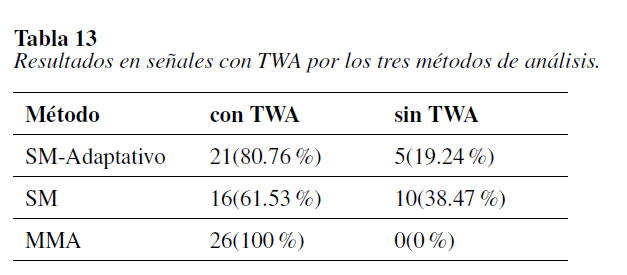 Tabla 13
Resultados en señales con TWA por los tres métodos de análisis.
Método con TWA sin TWA
SM-Adaptativo 21(80.76 %) 5(19.24 %)
SM 16(61.53 %) 10(38.47 %)
MMA 26(100 %) 0(0 %)